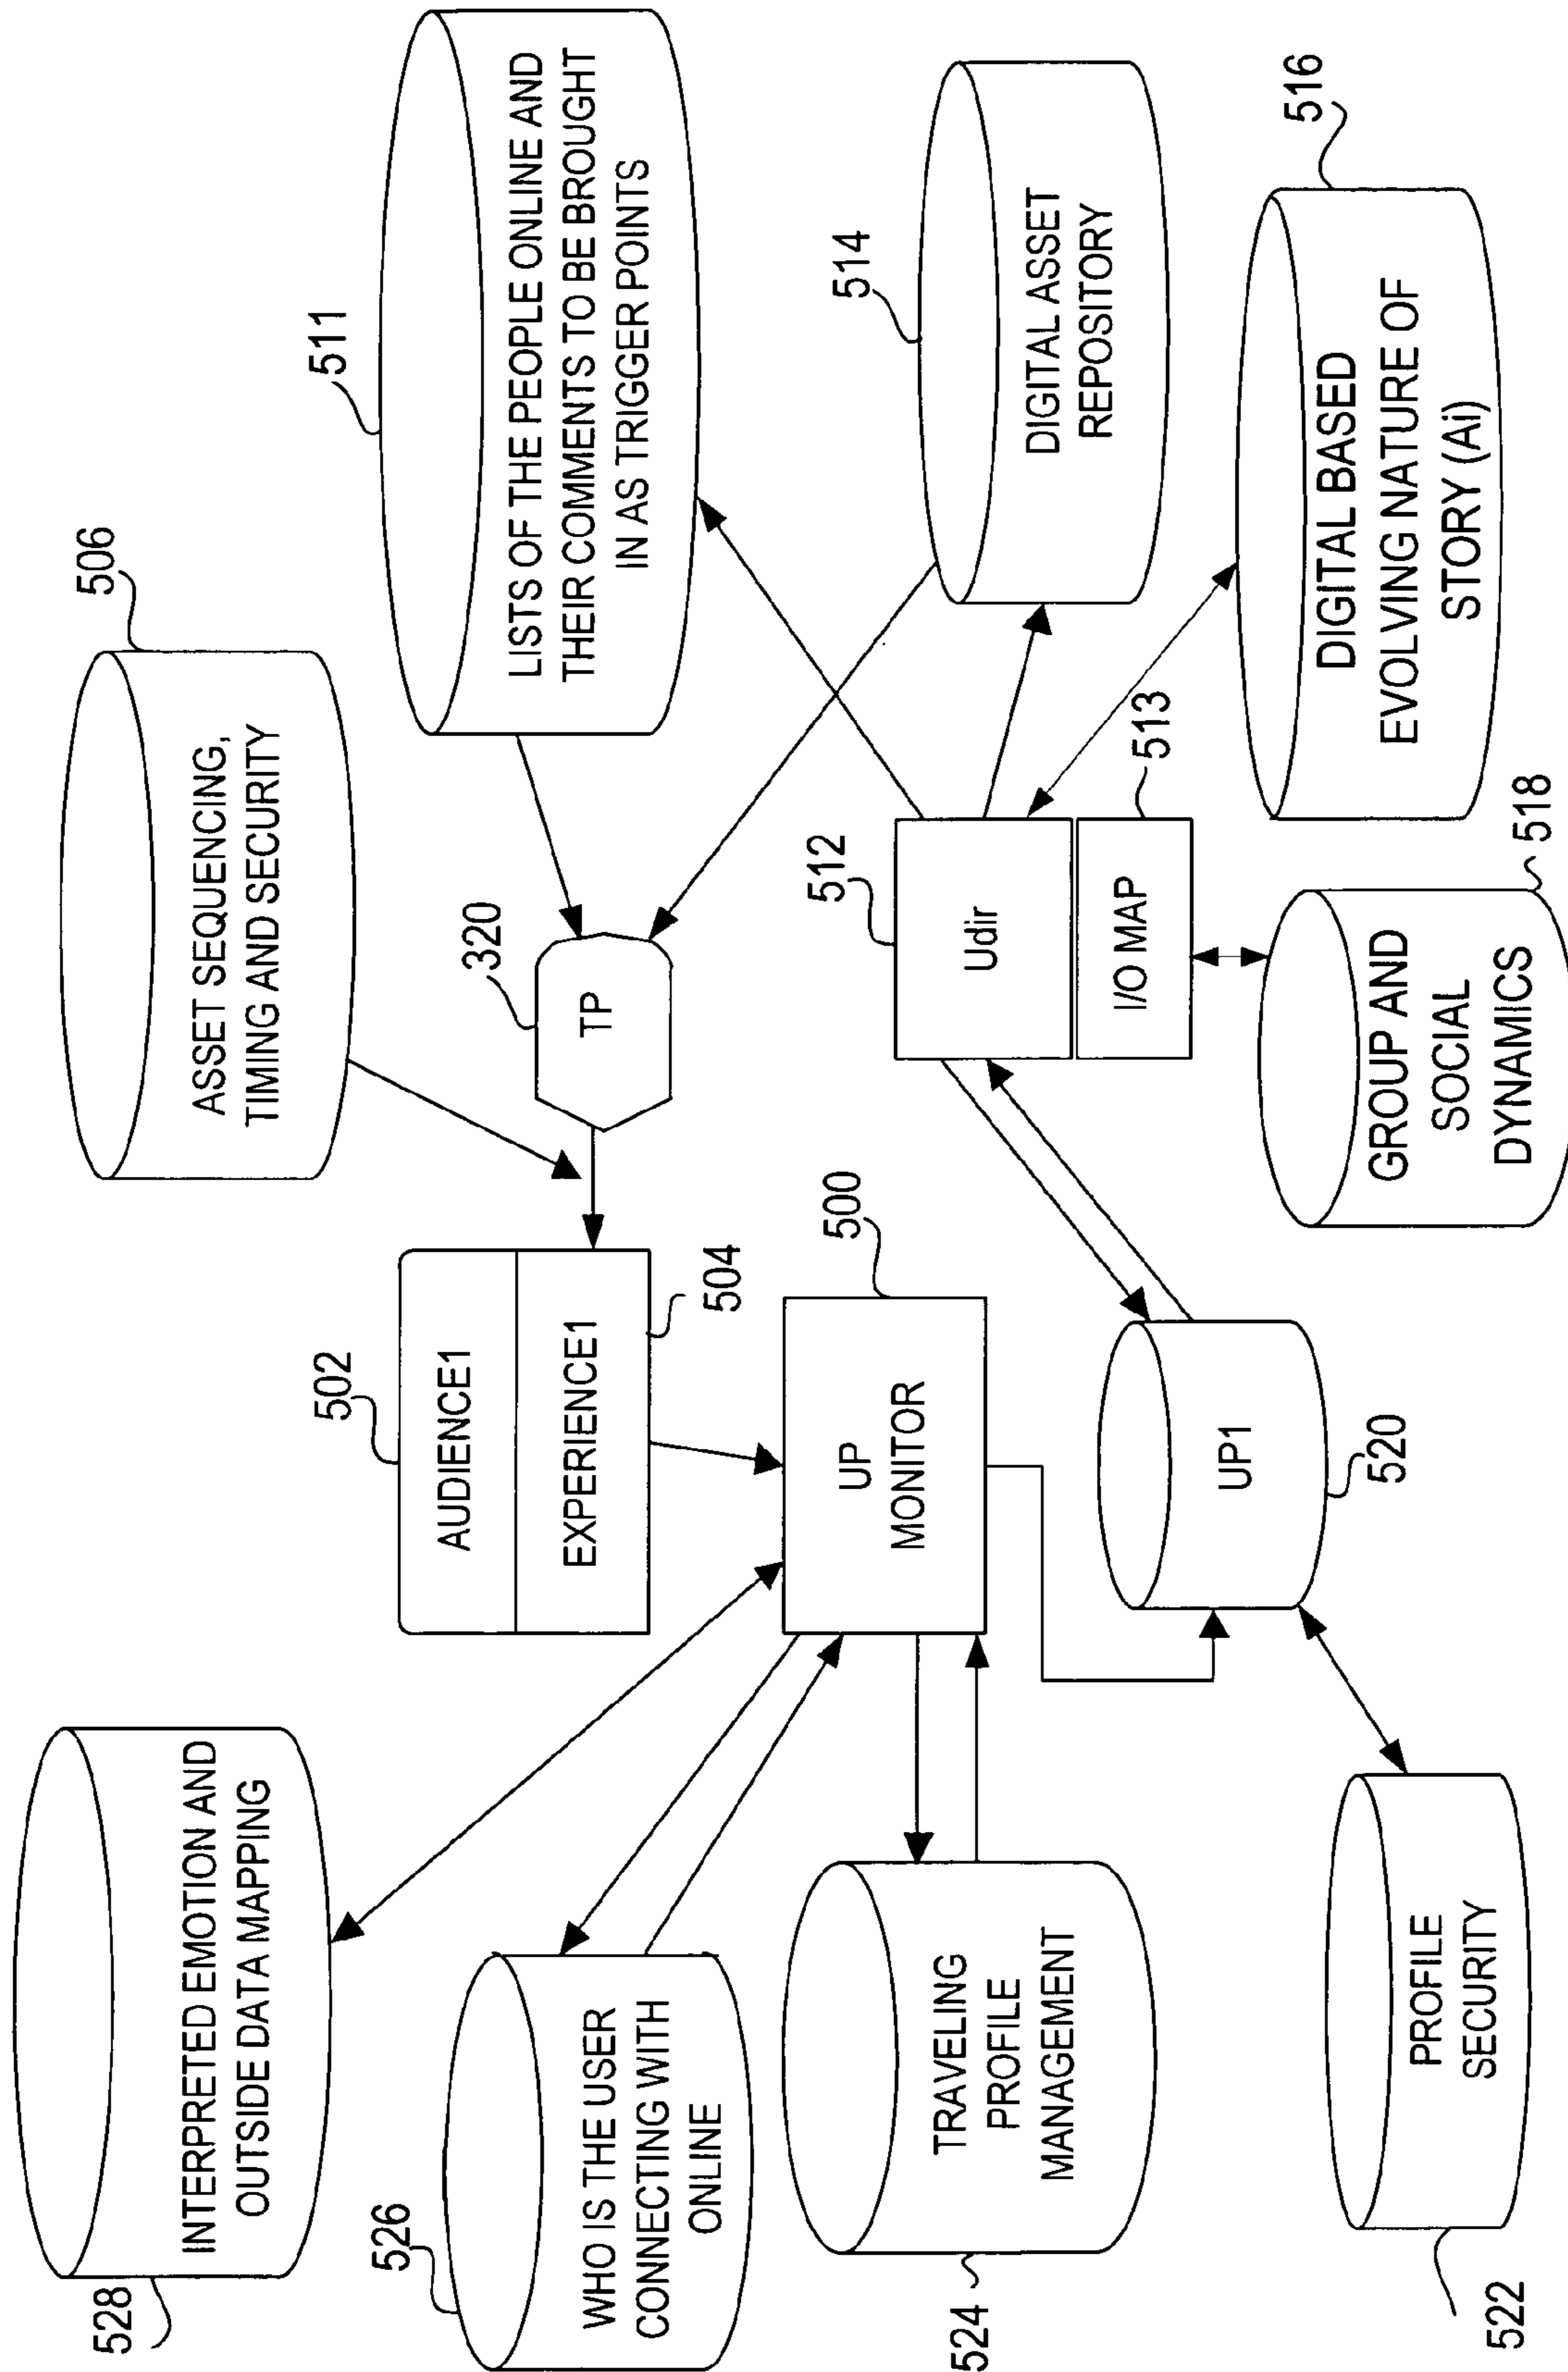 528
INTERPRETED EMOTION AND
OUTSIDE DATA MAPPING
506
ASSET SEQUENCING,
TIMING AND SECURITY
511
LISTS OF THE PEOPLE ONLINE AND
THEIR COMMENTS TO BE BROUGHT
IN AS TRIGGER POINTS
502
AUDIENCE1
EXPERIENCE1
504
320
TP
526
WHO IS THE USER
CONNECTING WITH
ONLINE
500
UP
MONITOR
512
Udir
I/O MAP
513
514
DIGITAL ASSET
REPOSITORY
524
TRAVELING
PROFILE
MANAGEMENT
UP1
520
516
DIGITAL BASED
EVOLVING NATURE OF
STORY (Ai)
518
GROUP AND
SOCIAL
DYNAMICS
522
PROFILE
SECURITY